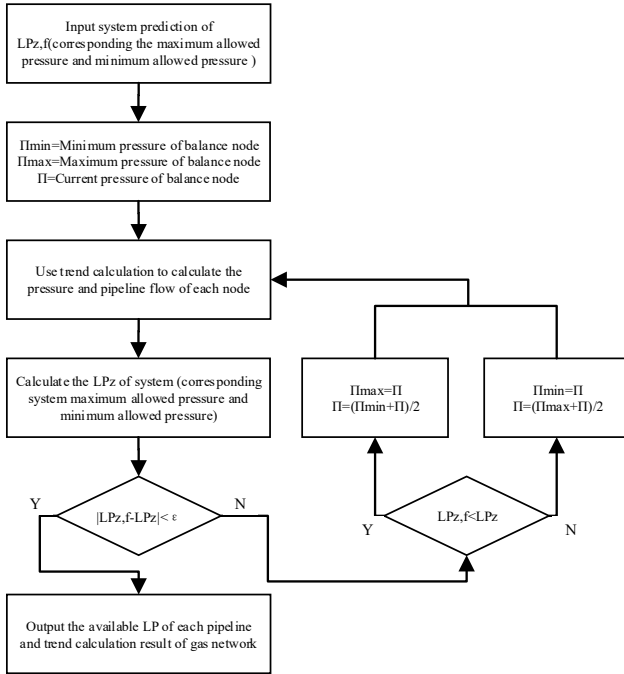 Input system prediction of
LPz,f(corresponding the maximum allowed
pressure and minimum allowed pressure )
Πmin=Minimum pressure of balance node
Πmax=Maximum pressure of balance node
Π=Current pressure of balance node
Use trend calculation to calculate the
pressure and pipeline flow of each node
Calculate the LPz of system (corresponding
system maximum allowed pressure and
minimum allowed pressure)
Πmax=Π
Π=(Πmin+Π)/2
Πmin=Π
Π=(Πmax+Π)/2
Y
|LPz,f-LPz|< ε
N
Y
LPz,f<LPz
N
Output the available LP of each pipeline
and trend calculation result of gas network